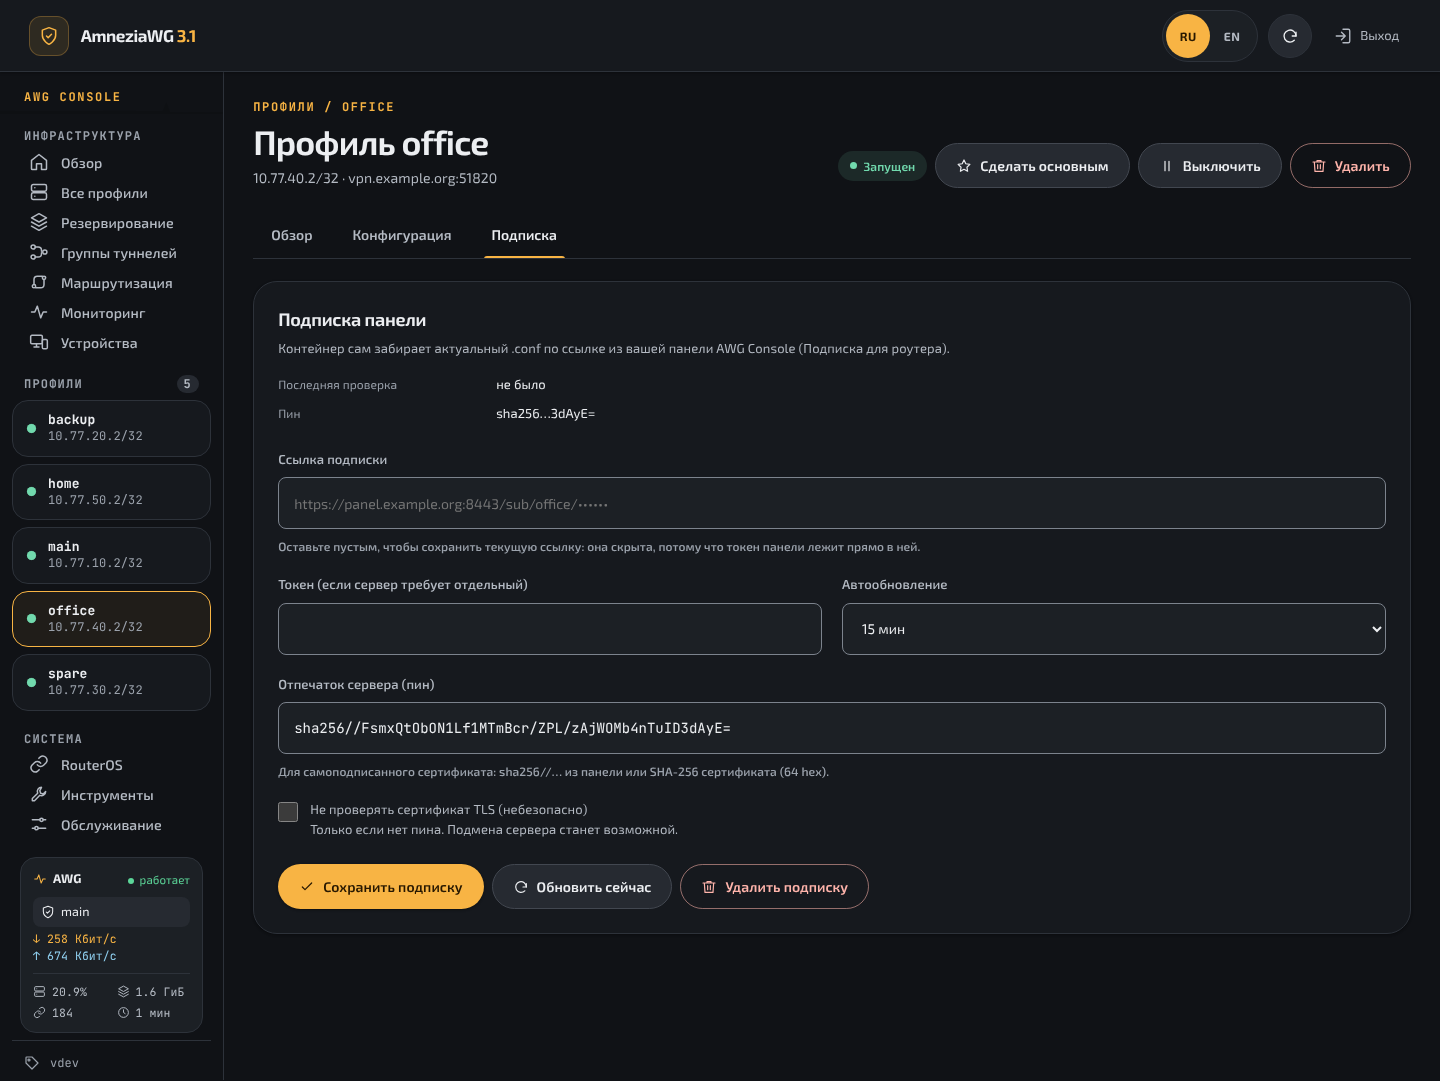 AmneziaWG 3.1
RU
EN
Выход
AWG CONSOLE
ИНФРАСТРУКТУРА
Обзор
Все профили
Резервирование
Группы туннелей
Маршрутизация
Мониторинг
Устройства
ПРОФИЛИ
5
backup
10.77.20.2/32
home
10.77.50.2/32
main
10.77.10.2/32
office
10.77.40.2/32
spare
10.77.30.2/32
СИСТЕМА
RouterOS
Инструменты
Обслуживание
AWG
работает
main
↓ 258 Кбит/с
↑ 674 Кбит/с
20.9%
1.6 ГиБ
184
1 мин
vdev
ПРОФИЛИ / OFFICE
Профиль office
10.77.40.2/32 · vpn.example.org:51820
Запущен
Сделать основным
Выключить
Удалить
Обзор
Конфигурация
Подписка
Подписка панели
Контейнер сам забирает актуальный .conf по ссылке из вашей панели AWG Console (Подписка для роутера).
Последняя проверка
не было
Пин
sha256…3dAyE=
Ссылка подписки
https://panel.example.org:8443/sub/office/••••••
Оставьте пустым, чтобы сохранить текущую ссылку: она скрыта, потому что токен панели лежит прямо в ней.
Токен (если сервер требует отдельный)
Автообновление
15 мин
Отпечаток сервера (пин)
sha256//FsmxQtObON1Lf1MTmBcr/ZPL/zAjWOMb4nTuID3dAyE=
Для самоподписанного сертификата: sha256//… из панели или SHA-256 сертификата (64 hex).
Не проверять сертификат TLS (небезопасно)
Только если нет пина. Подмена сервера станет возможной.
Сохранить подписку
Обновить сейчас
Удалить подписку